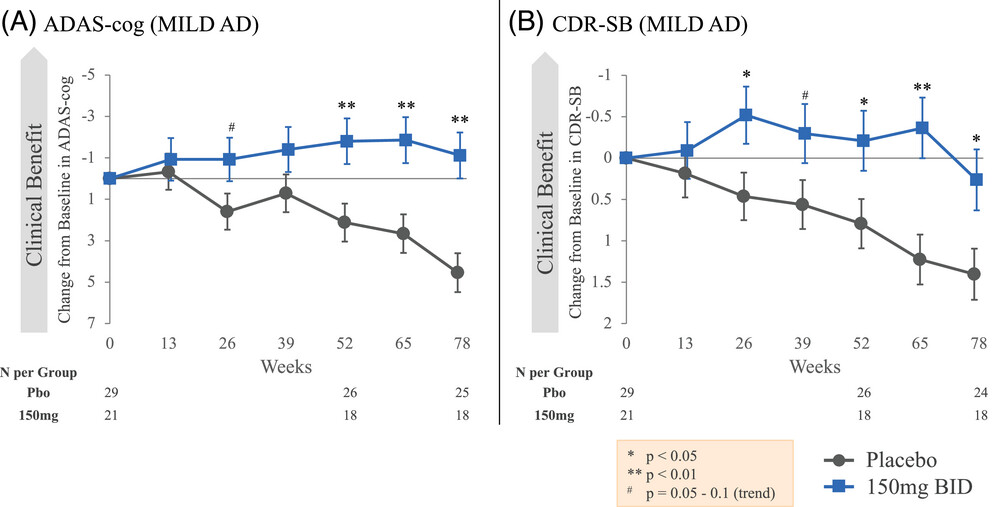 (A) ADAS-cog (MILD AD)
Clinical Benefit
Change from Baseline in ADAS-cog
-5
-3
-1
1
3
5
7
#
**
**
**
0 13 26 39 52 65 78
Weeks
N per Group
Pbo 29 26 25
150mg 21 18 18
(B) CDR-SB (MILD AD)
Clinical Benefit
Change from Baseline in CDR-SB
-1
-0.5
0
0.5
1
1.5
2
*
#
*
**
*
0 13 26 39 52 65 78
Weeks
N per Group
Pbo 29 26 24
150mg 21 18 18
* p < 0.05
** p < 0.01
# p = 0.05 - 0.1 (trend)
Placebo
150mg BID